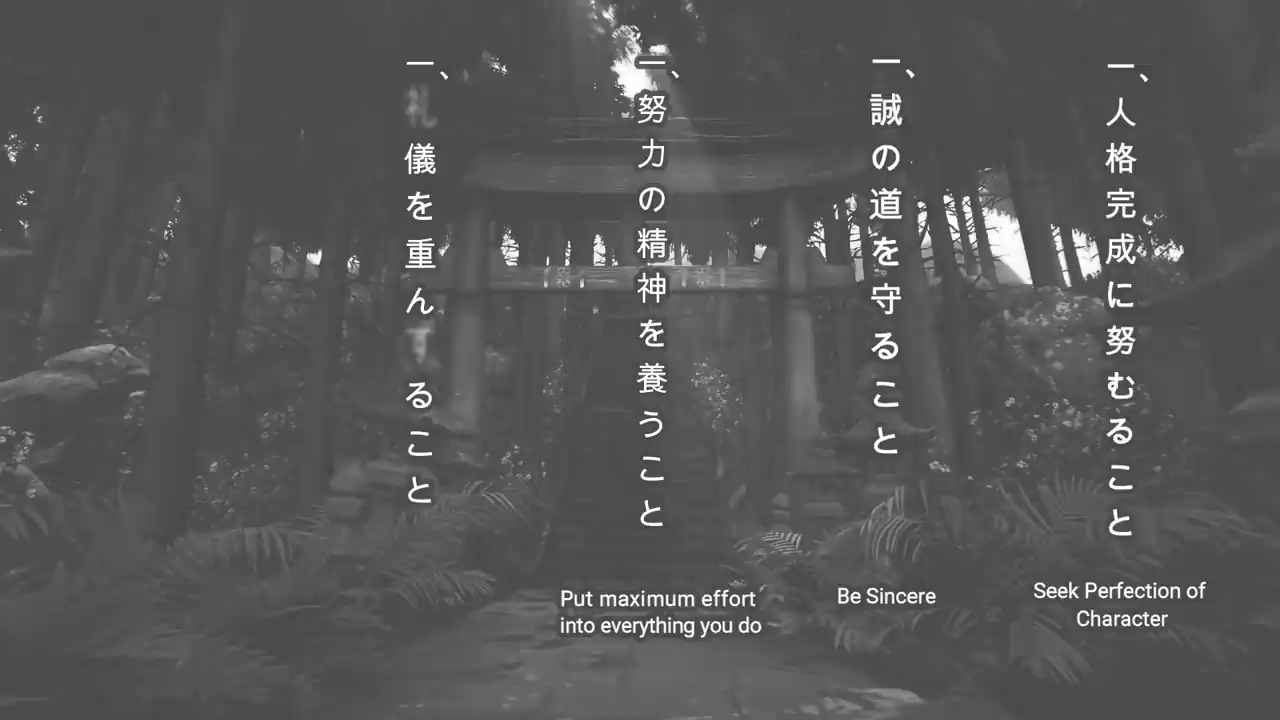 一、人格完成に努むること
Seek Perfection of
Character
一、誠の道を守ること
Be Sincere
一、努力の精神を養うこと
Put maximum effort
into everything you do
一、礼儀を重んること